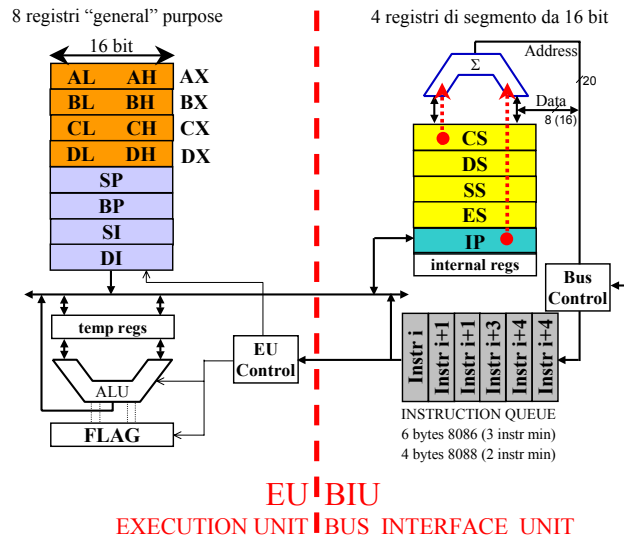 8 registri “general” purpose
16 bit
AL AH AX
BL BH BX
CL CH CX
DL DH DX
SP
BP
SI
DI
temp regs
ALU
FLAG
EU
Control
4 registri di segmento da 16 bit
Σ
Address
20
Data
8 (16)
CS
DS
SS
ES
IP
internal regs
Bus
Control
Instr i
Instr i+1
Instr i+1
Instr i+3
Instr i+4
Instr i+4
INSTRUCTION QUEUE
6 bytes 8086 (3 instr min)
4 bytes 8088 (2 instr min)
EU BIU
EXECUTION UNIT BUS INTERFACE UNIT